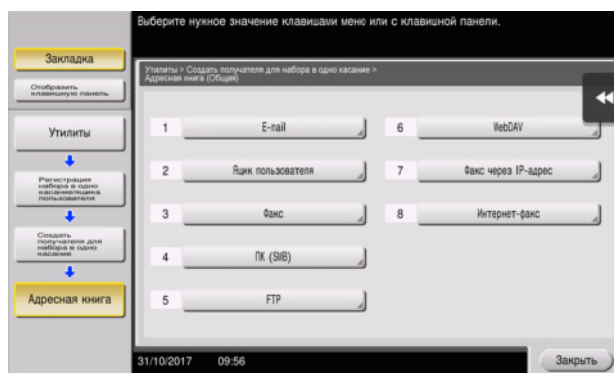 Выберите нужное значение клавишами меню или с клавишной панели.
Закладка
Отобразить
клавишную панель
Утилиты
Регистрация
набора в одно
касание/ящика
пользователя
Создать
получателя для
набора в одно
касание
Адресная книга
Утилиты > Создать получателя для набора в одно касание >
Адресная книга (Общая)
1 E-mail
2 Ящик пользователя
3 Факс
4 ПК (SMB)
5 FTP
6 WebDAV
7 Факс через IP-адрес
8 Интернет-факс
31/10/2017 09:56
Закрыть